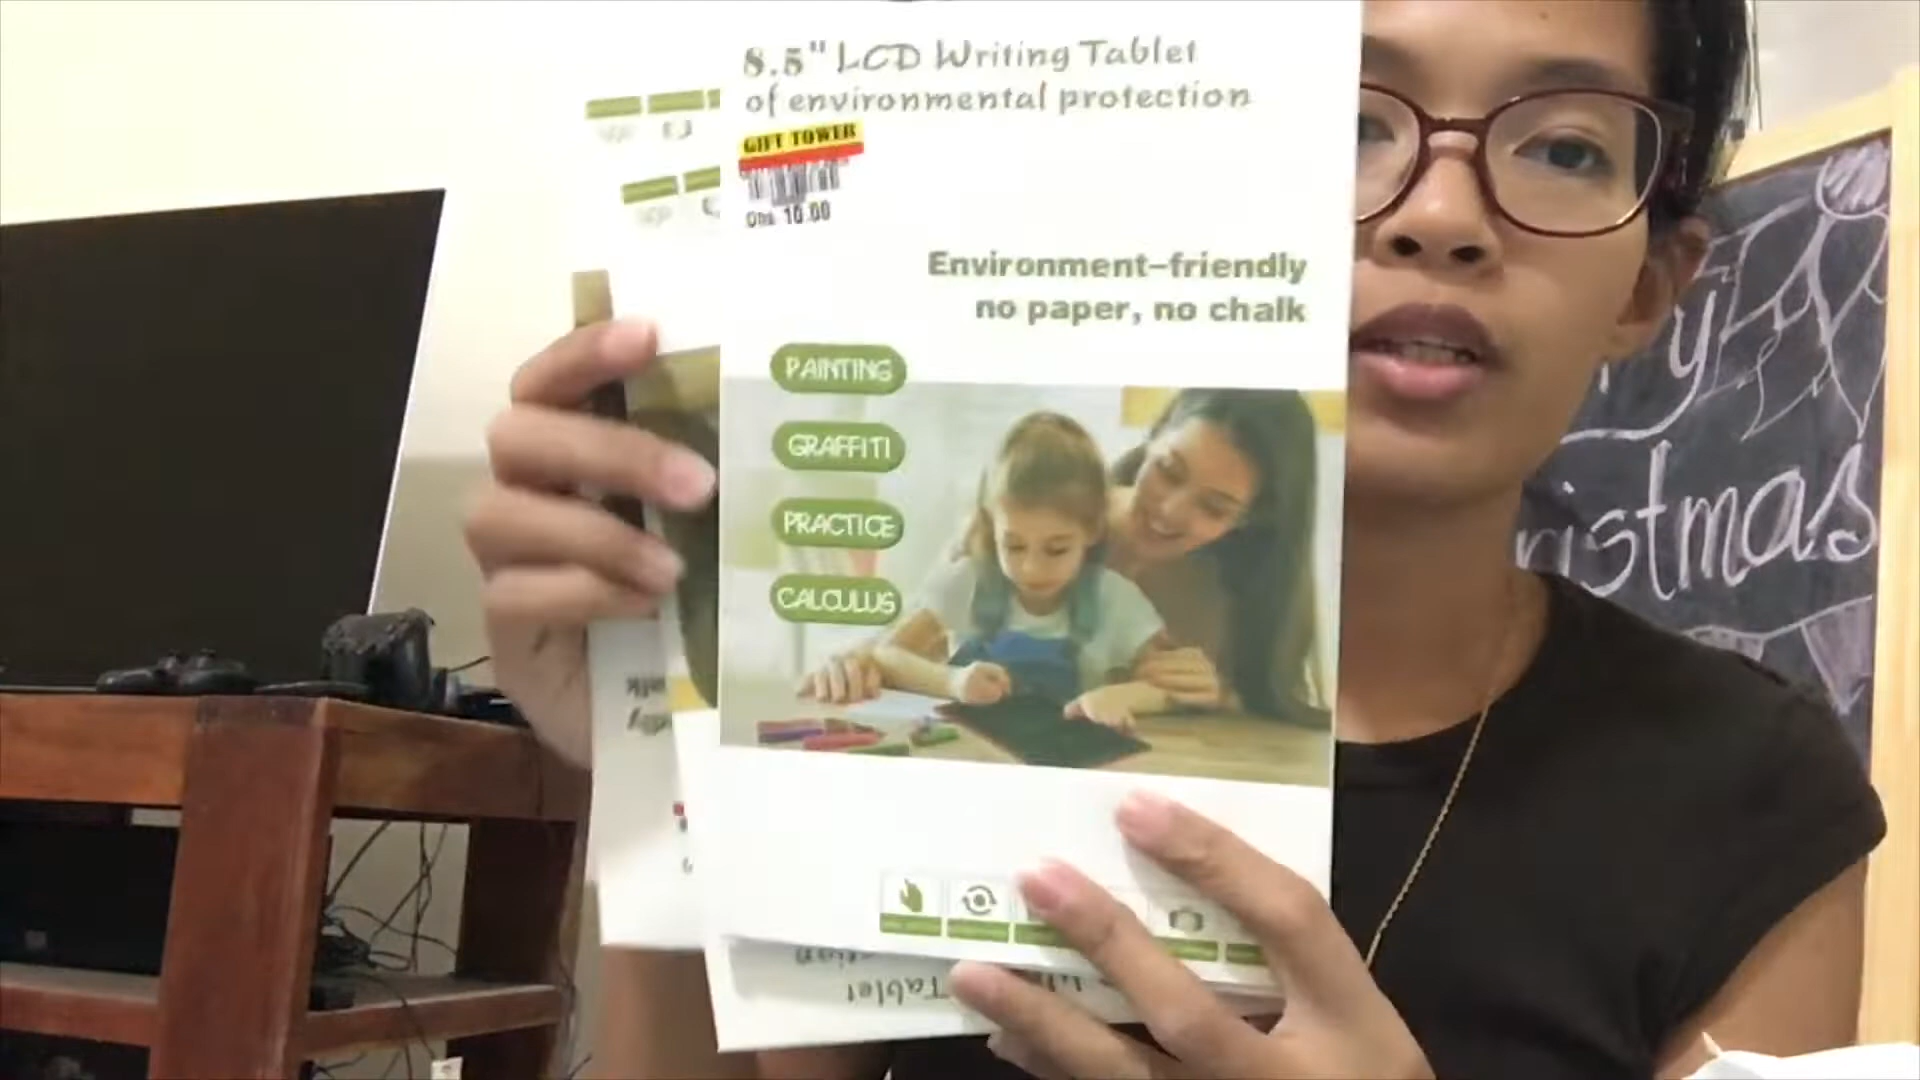 8.5" LCD Writing Tablet
of environmental protection
GIFT TOWER
Dhs 10.00
Environment-friendly
no paper, no chalk
PAINTING
GRAFFITI
PRACTICE
CALCULUS
y
ristmas
Tablet